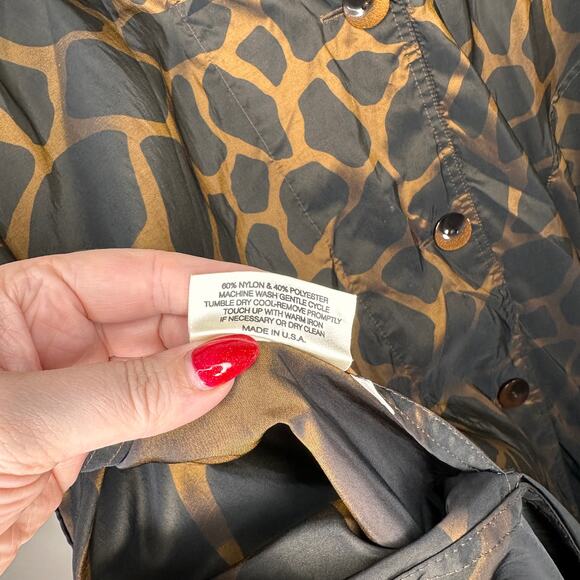 60% NYLON & 40% POLYESTER
MACHINE WASH GENTLE CYCLE
TUMBLE DRY COOL-REMOVE PROMPTLY
TOUCH UP WITH WARM IRON
IF NECESSARY OR DRY CLEAN
MADE IN U.S.A.